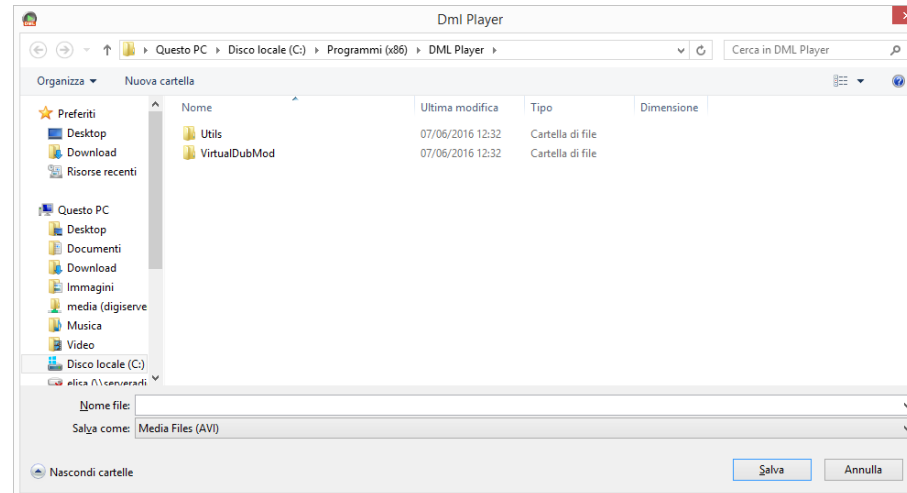 Dml Player
Questo PC Disco locale (C:) Programmi (x86) DML Player
Cerca in DML Player
Organizza Nuova cartella
Nome Ultima modifica Tipo Dimensione
Utils 07/06/2016 12:32 Cartella di file
VirtualDubMod 07/06/2016 12:32 Cartella di file
Preferiti
Desktop
Download
Risorse recenti
Questo PC
Desktop
Documenti
Download
Immagini
media (digiserve
Musica
Video
Disco locale (C:)
elisa (\\serveradi
Nome file:
Salva come: Media Files (AVI)
Nascondi cartelle
Salva Annulla